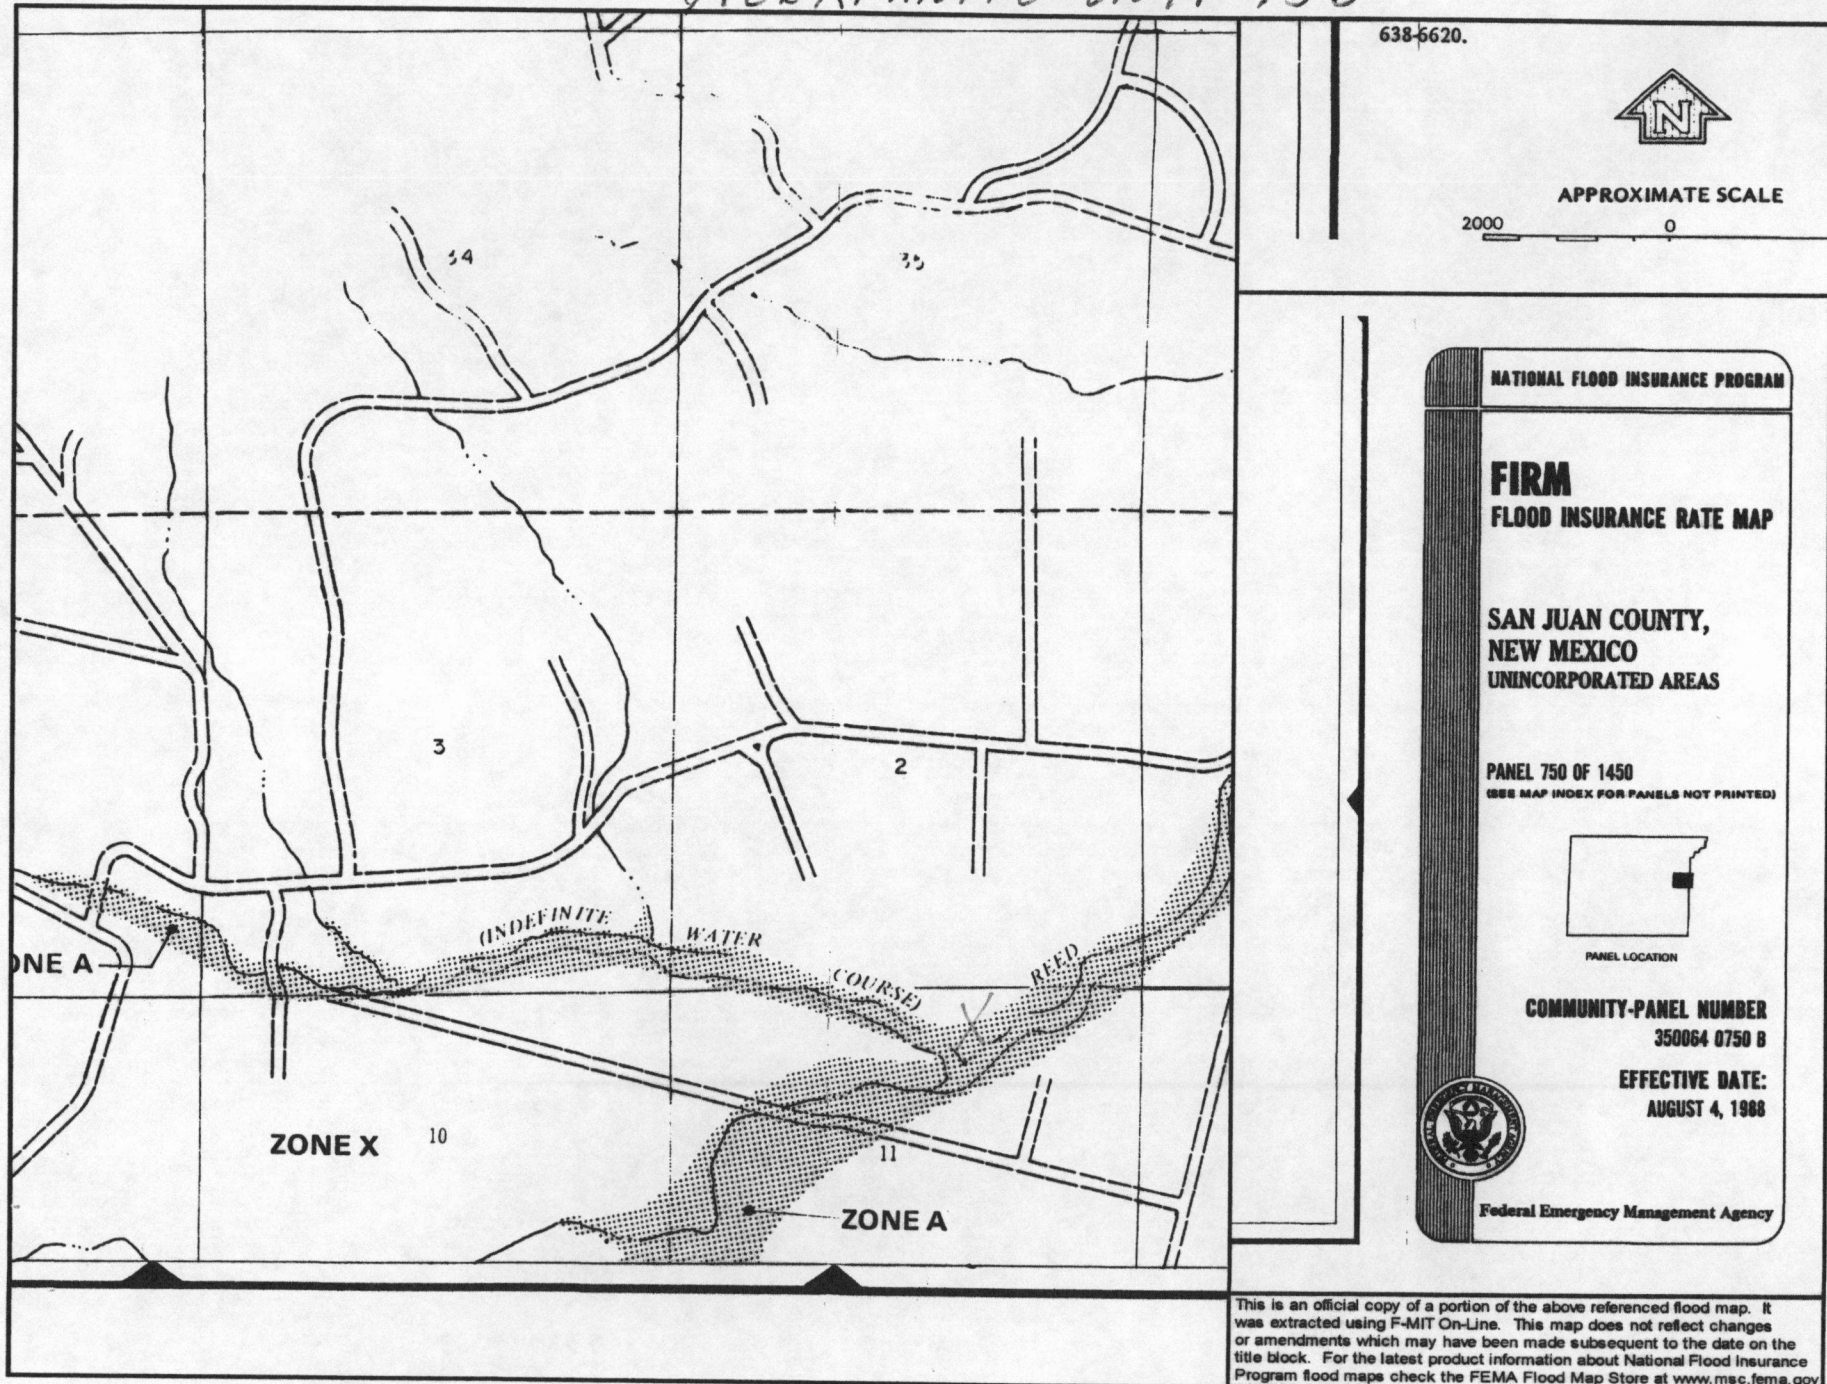 638-6620.
N
APPROXIMATE SCALE
2000 0
NATIONAL FLOOD INSURANCE PROGRAM
FIRM
FLOOD INSURANCE RATE MAP
SAN JUAN COUNTY,
NEW MEXICO
UNINCORPORATED AREAS
PANEL 750 OF 1450
(SEE MAP INDEX FOR PANELS NOT PRINTED)
PANEL LOCATION
COMMUNITY-PANEL NUMBER
350064 0750 B
EFFECTIVE DATE:
AUGUST 4, 1988
Federal Emergency Management Agency
34
35
3
2
(INDEFINITE WATER COURSE)
REED
X
ONE A
ZONE X
10
11
ZONE A
This is an official copy of a portion of the above referenced flood map. It
was extracted using F-MIT On-Line. This map does not reflect changes
or amendments which may have been made subsequent to the date on the
title block. For the latest product information about National Flood Insurance
Program flood maps check the FEMA Flood Map Store at www.msc.fema.gov